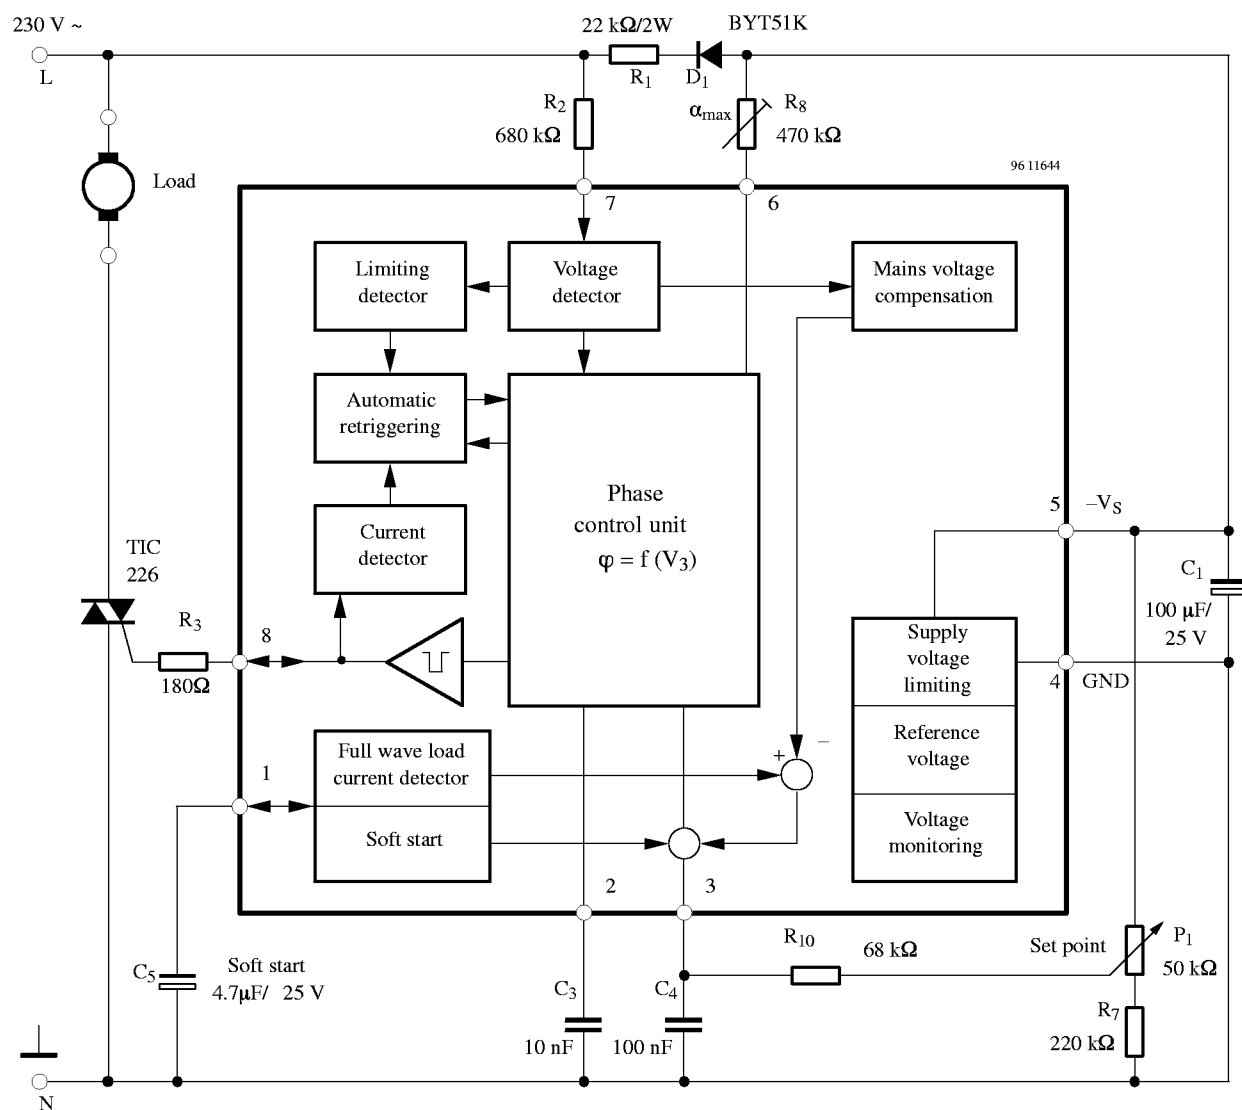 230 V ~
22 kΩ/2W
BYT51K
L
R1
D1
R2
680 kΩ
αmax
R8
470 kΩ
96 11644
Load
7
6
Limiting
detector
Voltage
detector
Mains voltage
compensation
Automatic
retriggering
Phase
control unit
φ = f (V3)
5
–VS
Current
detector
TIC
226
C1
100 μF/
25 V
R3
180Ω
8
Supply
voltage
limiting
4
GND
Reference
voltage
Voltage
monitoring
1
Full wave load
current detector
Soft start
+
–
2
3
R10
68 kΩ
Set point
P1
50 kΩ
C5
Soft start
4.7μF/ 25 V
C3
10 nF
C4
100 nF
R7
220 kΩ
N